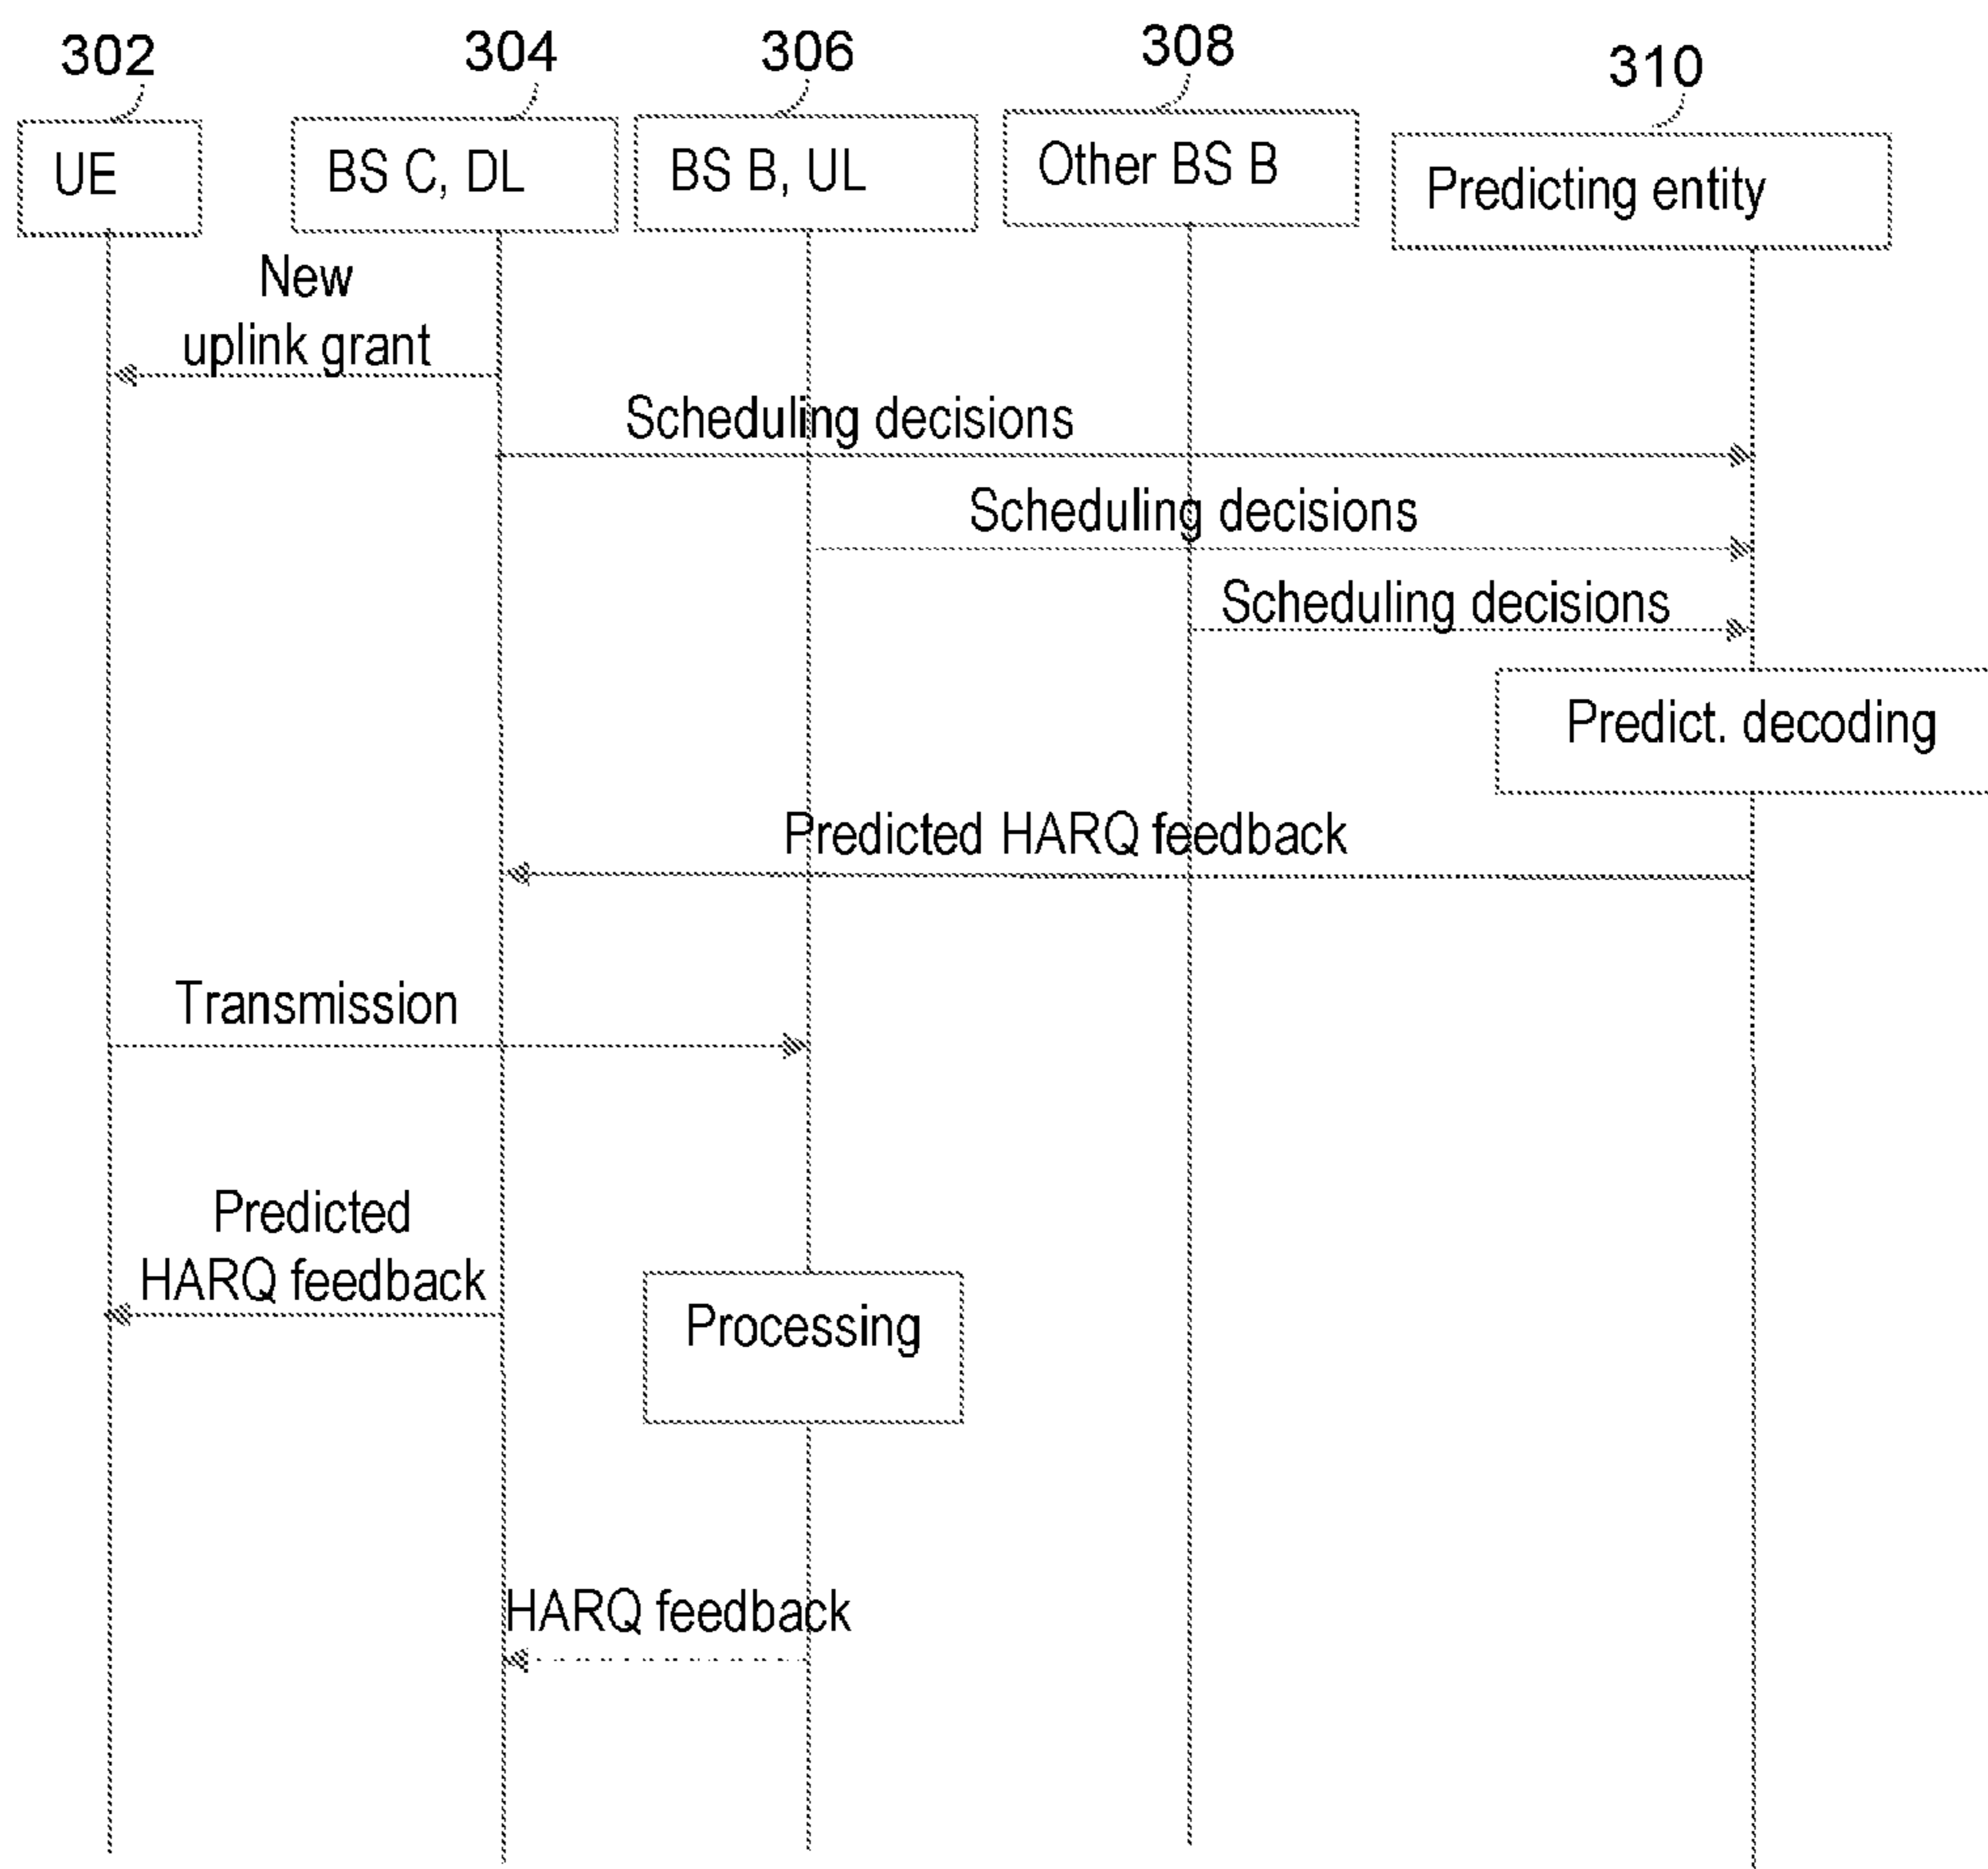 302
304
306
308
310
UE
BS C, DL
BS B, UL
Other BS B
Predicting entity
New
uplink grant
Scheduling decisions
Scheduling decisions
Scheduling decisions
Predict. decoding
Predicted HARQ feedback
Transmission
Predicted
HARQ feedback
Processing
HARQ feedback